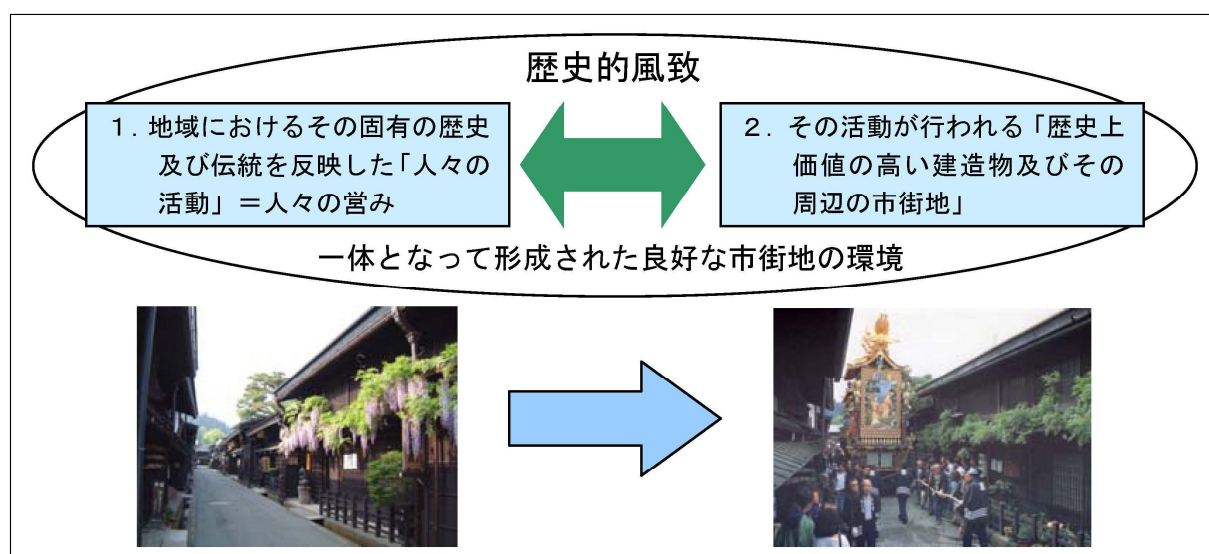 歴史的風致
１．地域におけるその固有の歴史
及び伝統を反映した「人々の
活動」＝人々の営み
２．その活動が行われる「歴史上
価値の高い建造物及びその
周辺の市街地」
一体となって形成された良好な市街地の環境